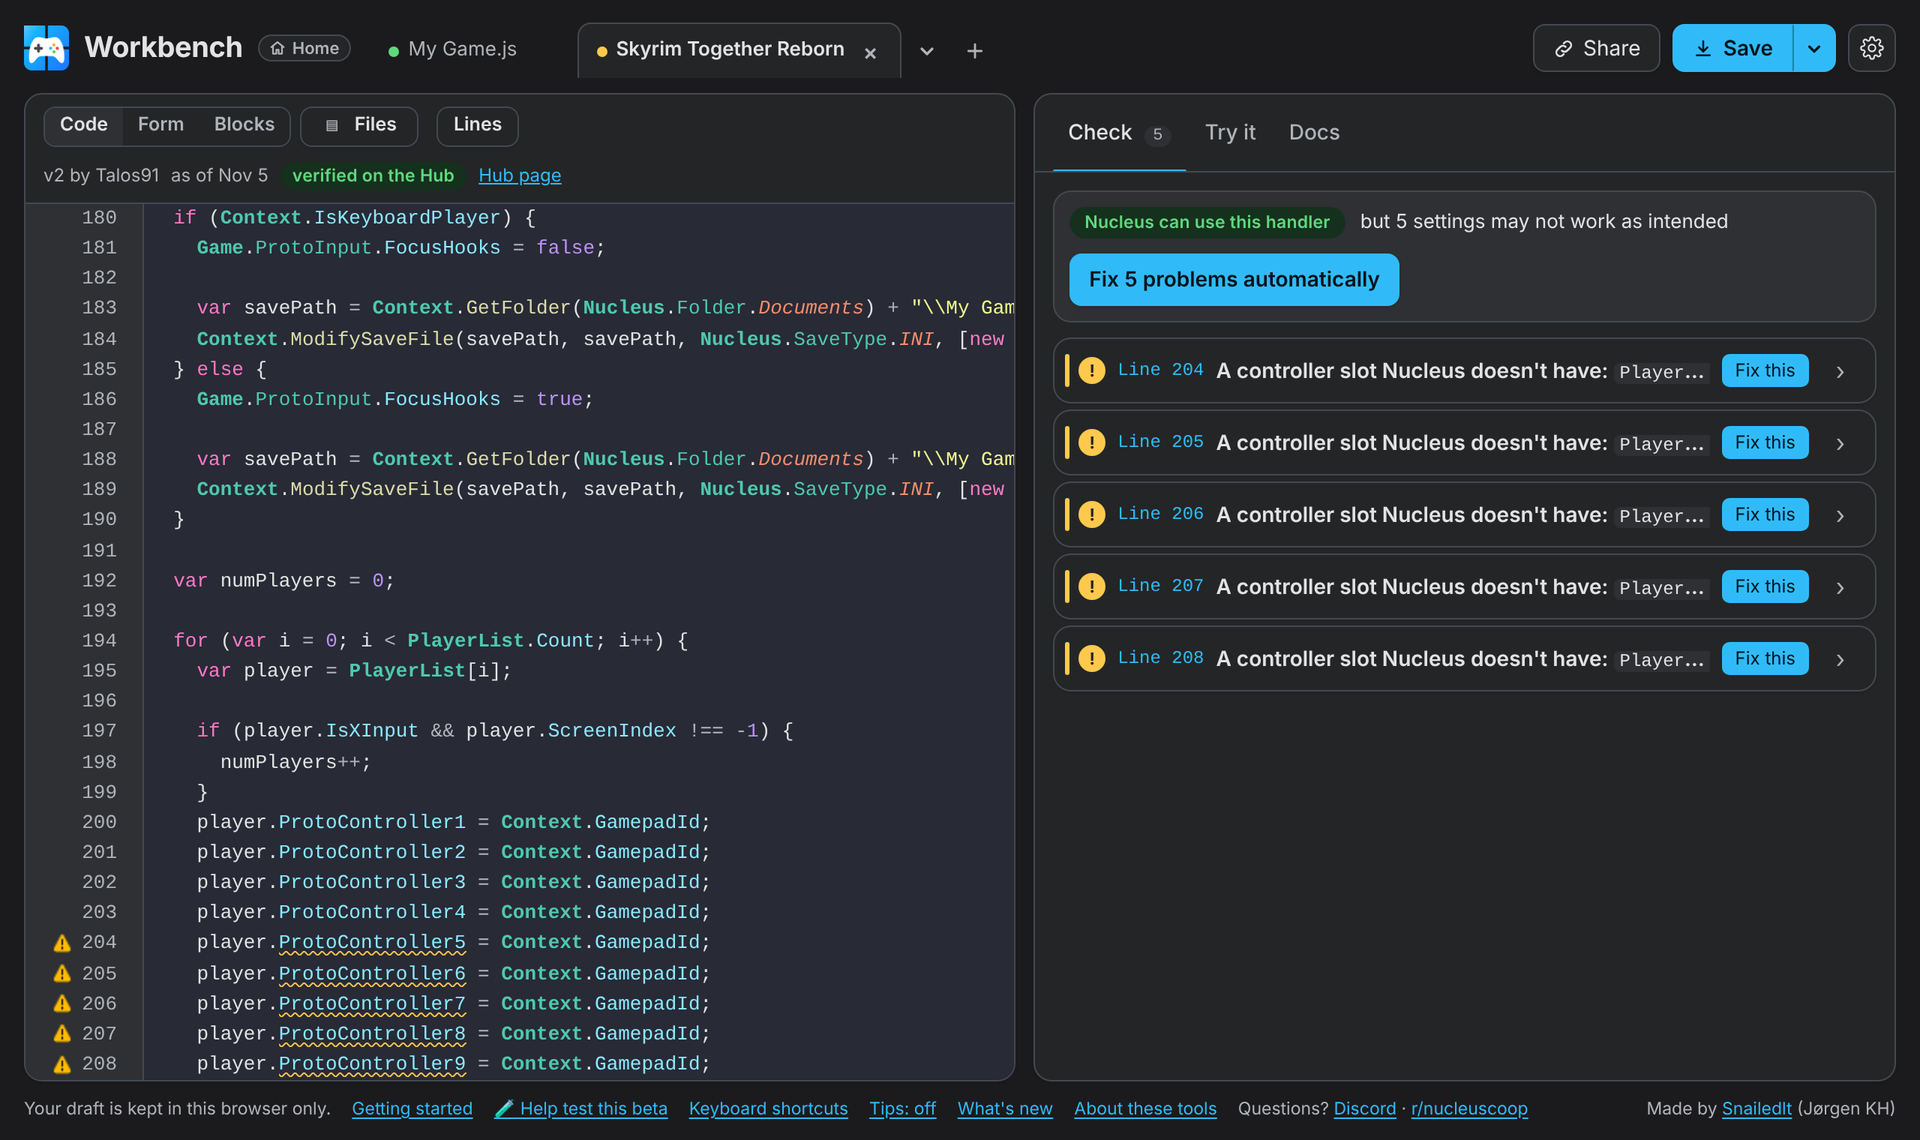 Workbench
Home
My Game.js
Skyrim Together Reborn
Share
Save
Code
Form
Blocks
Files
Lines
v2 by Talos91 as of Nov 5 verified on the Hub Hub page
180 if (Context.IsKeyboardPlayer) {
181 Game.ProtoInput.FocusHooks = false;
182
183 var savePath = Context.GetFolder(Nucleus.Folder.Documents) + "\\My Gam
184 Context.ModifySaveFile(savePath, savePath, Nucleus.SaveType.INI, [new
185 } else {
186 Game.ProtoInput.FocusHooks = true;
187
188 var savePath = Context.GetFolder(Nucleus.Folder.Documents) + "\\My Gam
189 Context.ModifySaveFile(savePath, savePath, Nucleus.SaveType.INI, [new
190 }
191
192 var numPlayers = 0;
193
194 for (var i = 0; i < PlayerList.Count; i++) {
195 var player = PlayerList[i];
196
197 if (player.IsXInput && player.ScreenIndex !== -1) {
198 numPlayers++;
199 }
200 player.ProtoController1 = Context.GamepadId;
201 player.ProtoController2 = Context.GamepadId;
202 player.ProtoController3 = Context.GamepadId;
203 player.ProtoController4 = Context.GamepadId;
204 player.ProtoController5 = Context.GamepadId;
205 player.ProtoController6 = Context.GamepadId;
206 player.ProtoController7 = Context.GamepadId;
207 player.ProtoController8 = Context.GamepadId;
208 player.ProtoController9 = Context.GamepadId;
Check 5
Try it
Docs
Nucleus can use this handler but 5 settings may not work as intended
Fix 5 problems automatically
Line 204 A controller slot Nucleus doesn't have: Player... Fix this
Line 205 A controller slot Nucleus doesn't have: Player... Fix this
Line 206 A controller slot Nucleus doesn't have: Player... Fix this
Line 207 A controller slot Nucleus doesn't have: Player... Fix this
Line 208 A controller slot Nucleus doesn't have: Player... Fix this
Your draft is kept in this browser only. Getting started Help test this beta Keyboard shortcuts Tips: off What's new About these tools Questions? Discord · r/nucleuscoop Made by SnailedIt (Jørgen KH)